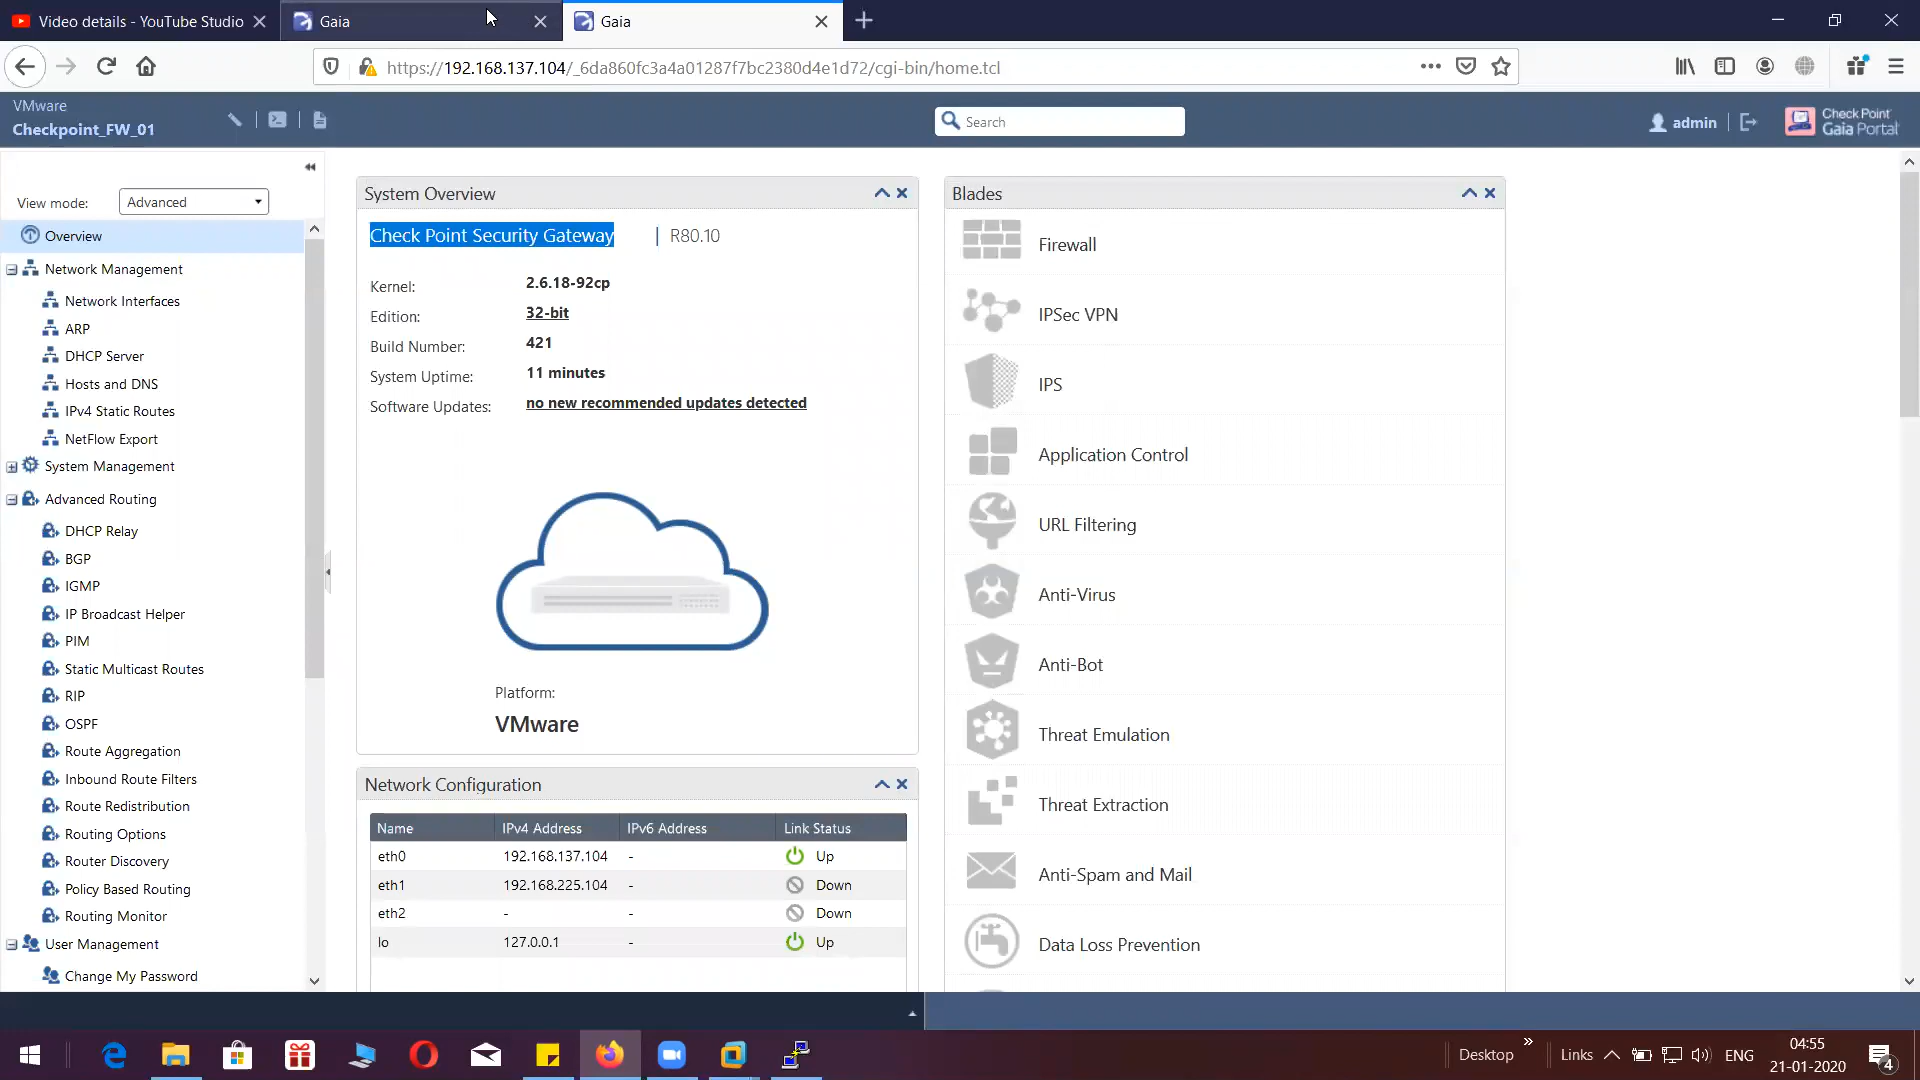 Video details - YouTube Studio
Gaia
Gaia
https://192.168.137.104/_6da860fc3a4a01287f7bc2380d4e1d72/cgi-bin/home.tcl
VMware
Checkpoint_FW_01
Search
admin
Check Point
Gaia Portal
View mode: Advanced
Overview
Network Management
Network Interfaces
ARP
DHCP Server
Hosts and DNS
IPv4 Static Routes
NetFlow Export
System Management
Advanced Routing
DHCP Relay
BGP
IGMP
IP Broadcast Helper
PIM
Static Multicast Routes
RIP
OSPF
Route Aggregation
Inbound Route Filters
Route Redistribution
Routing Options
Router Discovery
Policy Based Routing
Routing Monitor
User Management
Change My Password
System Overview
Check Point Security Gateway | R80.10
Kernel: 2.6.18-92cp
Edition: 32-bit
Build Number: 421
System Uptime: 11 minutes
Software Updates: no new recommended updates detected
Platform:
VMware
Network Configuration
Name IPv4 Address IPv6 Address Link Status
eth0 192.168.137.104 - Up
eth1 192.168.225.104 - Down
eth2 - - Down
lo 127.0.0.1 - Up
Blades
Firewall
IPSec VPN
IPS
Application Control
URL Filtering
Anti-Virus
Anti-Bot
Threat Emulation
Threat Extraction
Anti-Spam and Mail
Data Loss Prevention
Desktop
Links
ENG
04:55
21-01-2020
4